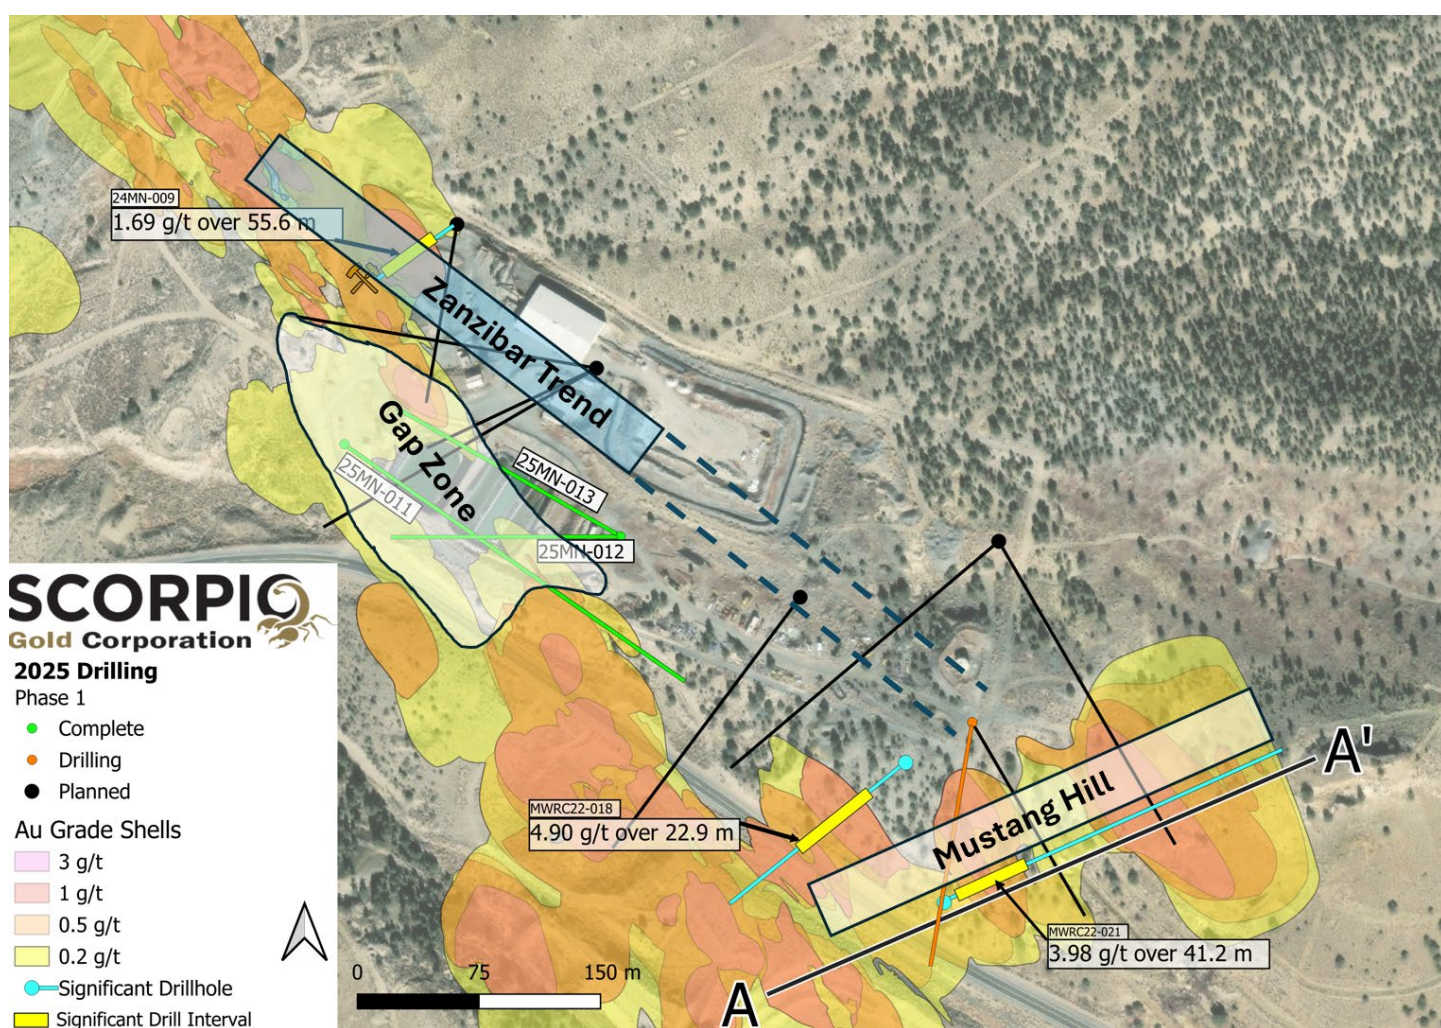 24MN-009
1.69 g/t over 55.6 m
Zanzibar Trend
Gap Zone
25MN-013
25MN-011
25MN-012
SCORPIO
Gold Corporation
2025 Drilling
Phase 1
Complete
Drilling
Planned
Au Grade Shells
3 g/t
1 g/t
0.5 g/t
0.2 g/t
Significant Drillhole
Significant Drill Interval
0 75 150 m
MWRC22-018
4.90 g/t over 22.9 m
Mustang Hill
A'
MWRC22-021
3.98 g/t over 41.2 m
A